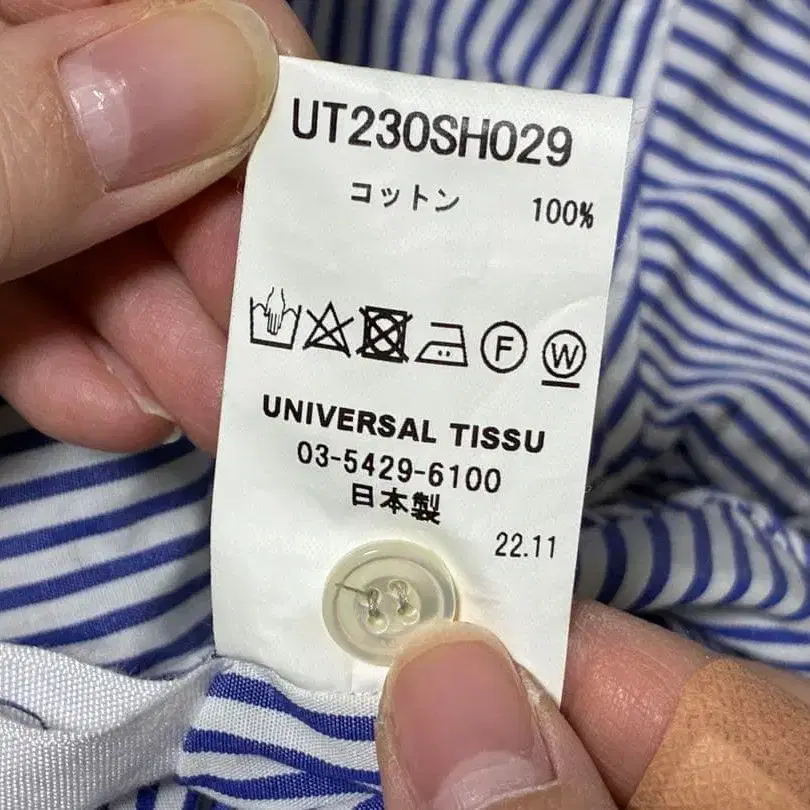 UT230SH029
コットン 100%
F W
UNIVERSAL TISSU
03-5429-6100
日本製
22.11